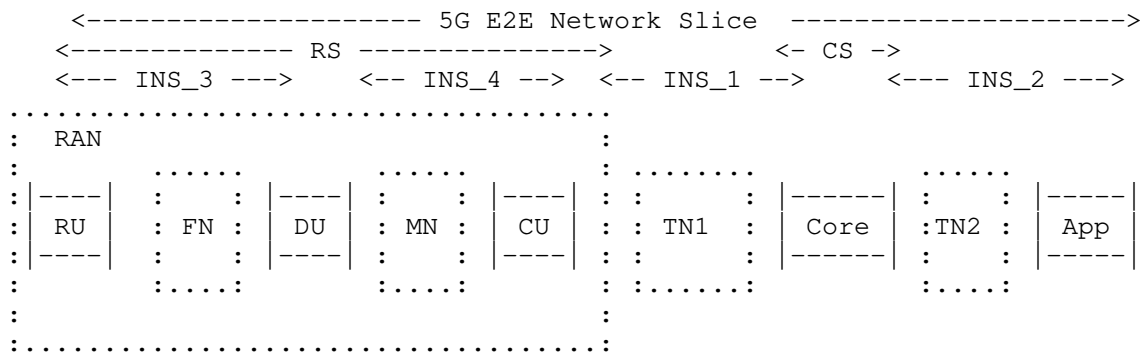 <--------------------- 5G E2E Network Slice --------------------->
<-------------- RS ---------------> <- CS ->
<--- INS_3 ---> <-- INS_4 --> <-- INS_1 --> <--- INS_2 --->
RAN
RU FN DU MN CU TN1 Core TN2 App